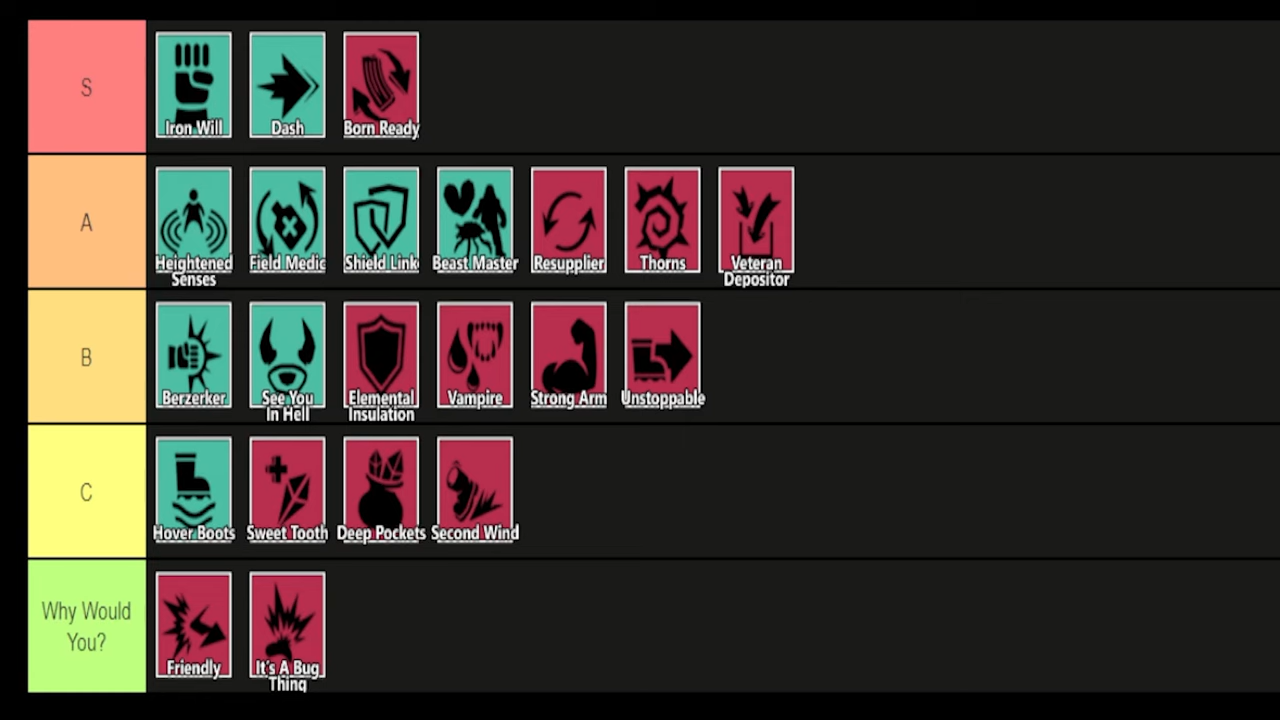 S
Iron Will
Dash
Born Ready
A
Heightened
Senses
Field Medic
Shield Link
Beast Master
Resupplier
Thorns
Veteran
Depositor
B
Berzerker
See You
In Hell
Elemental
Insulation
Vampire
Strong Arm
Unstoppable
C
Hover Boots
Sweet Tooth
Deep Pockets
Second Wind
Why Would
You?
Friendly
It's A Bug
Thing